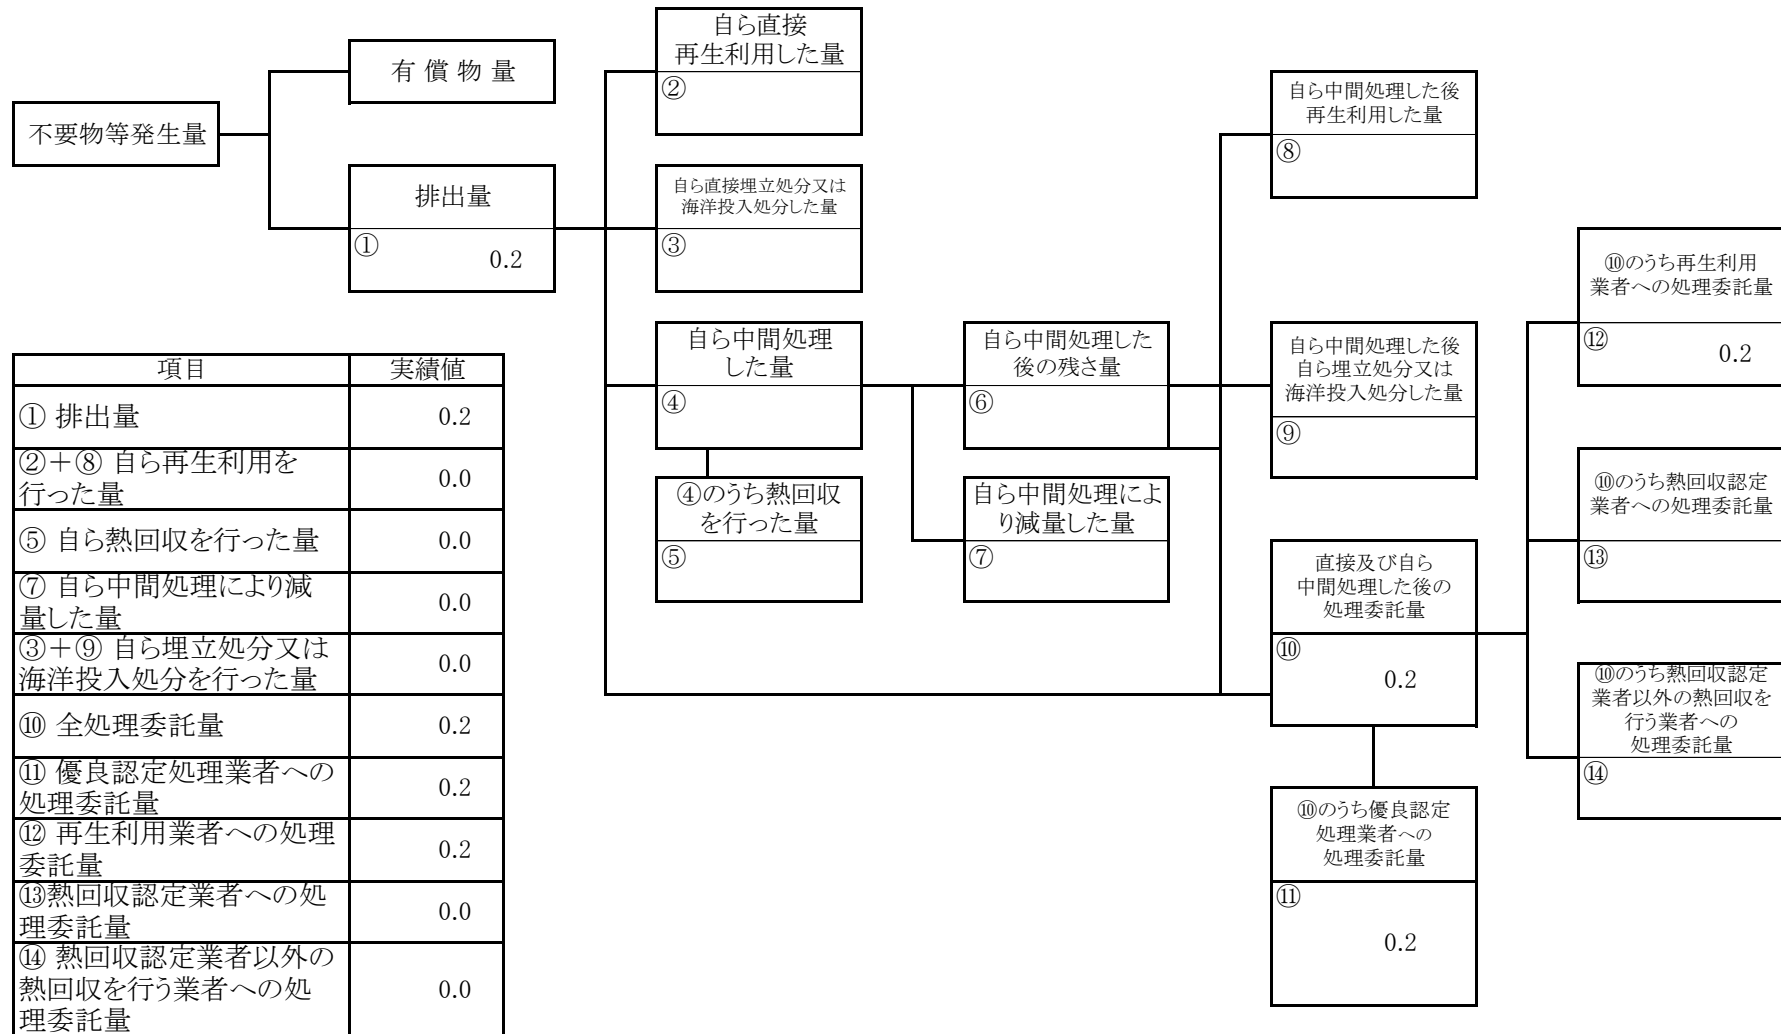 不要物等発生量
有償物量
排出量
①
0.2
自ら直接
再生利用した量
②
自ら直接埋立処分又は
海洋投入処分した量
③
自ら中間処理
した量
④
④のうち熱回収
を行った量
⑤
自ら中間処理した
後の残さ量
⑥
自ら中間処理によ
り減量した量
⑦
自ら中間処理した後
再生利用した量
⑧
自ら中間処理した後
自ら埋立処分又は
海洋投入処分した量
⑨
直接及び自ら
中間処理した後の
処理委託量
⑩
0.2
⑩のうち優良認定
処理業者への
処理委託量
⑪
0.2
⑩のうち再生利用
業者への処理委託量
⑫
0.2
⑩のうち熱回収認定
業者への処理委託量
⑬
⑩のうち熱回収認定
業者以外の熱回収を
行う業者への
処理委託量
⑭
項目 実績値
① 排出量 0.2
②+⑧ 自ら再生利用を
行った量 0.0
⑤ 自ら熱回収を行った量 0.0
⑦ 自ら中間処理により減
量した量 0.0
③+⑨ 自ら埋立処分又は
海洋投入処分を行った量 0.0
⑩ 全処理委託量 0.2
⑪ 優良認定処理業者への
処理委託量 0.2
⑫ 再生利用業者への処理
委託量 0.2
⑬熱回収認定業者への処
理委託量 0.0
⑭ 熱回収認定業者以外の
熱回収を行う業者への処
理委託量 0.0